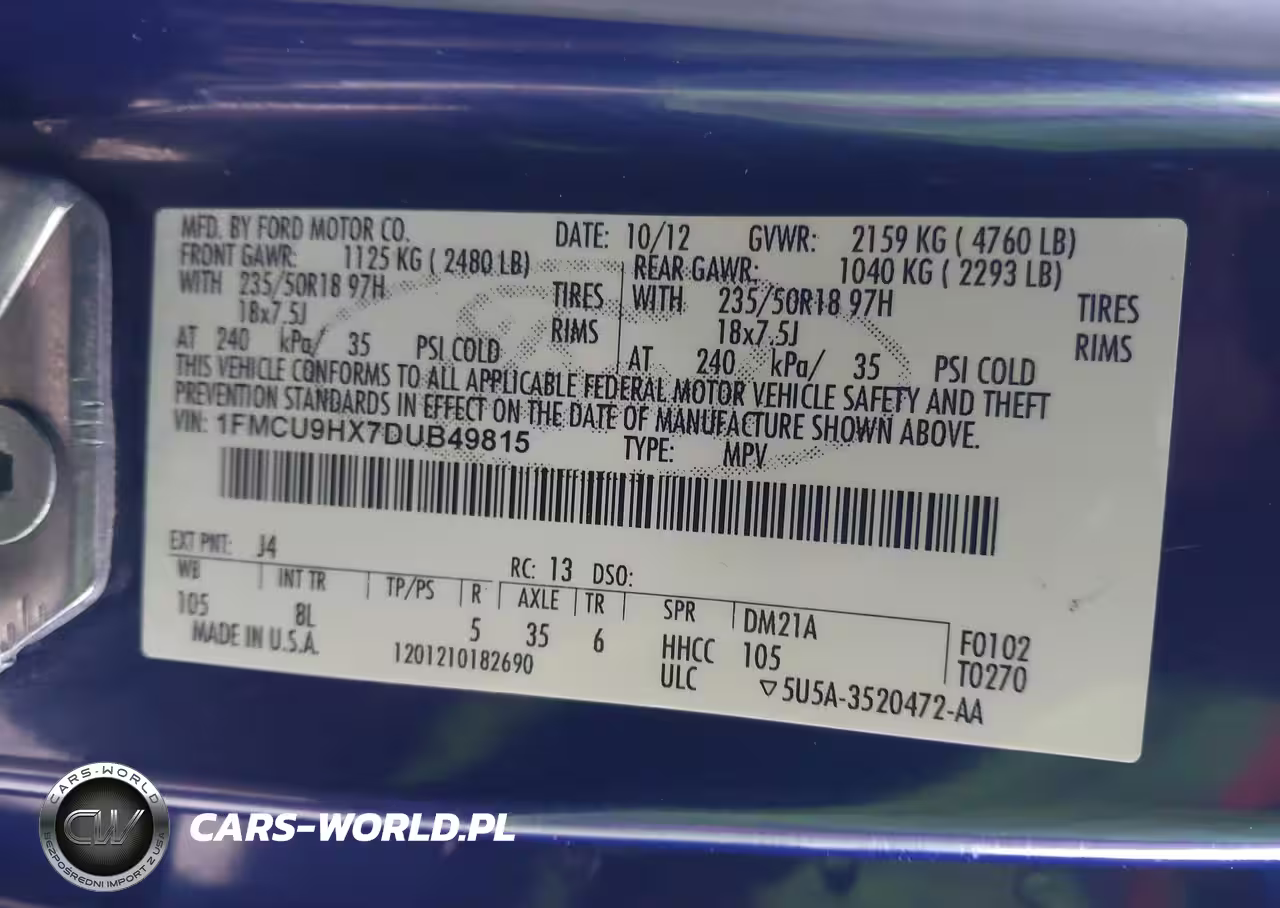 MFD. BY FORD MOTOR CO. DATE: 10/12 GVWR: 2159 KG ( 4760 LB)
FRONT GAWR: 1125 KG ( 2480 LB) REAR GAWR: 1040 KG ( 2293 LB)
WITH 235/50R18 97H TIRES WITH 235/50R18 97H TIRES
18x7.5J RIMS 18x7.5J RIMS
AT 240 kPa/ 35 PSI COLD AT 240 kPa/ 35 PSI COLD
THIS VEHICLE CONFORMS TO ALL APPLICABLE FEDERAL MOTOR VEHICLE SAFETY AND THEFT
PREVENTION STANDARDS IN EFFECT ON THE DATE OF MANUFACTURE SHOWN ABOVE.
VIN: 1FMCU9HX7DUB49815 TYPE: MPV
EXT PNT: J4 RC: 13 DSO:
WB INT TR TP/PS R AXLE TR SPR DM21A F0102
105 8L 5 35 6 HHCC 105 T0270
MADE IN U.S.A. 1201210182690 ULC ▽5U5A-3520472-AA
CARS-WORLD
CW
BEZPOŚREDNI IMPORT Z USA
CARS-WORLD.PL